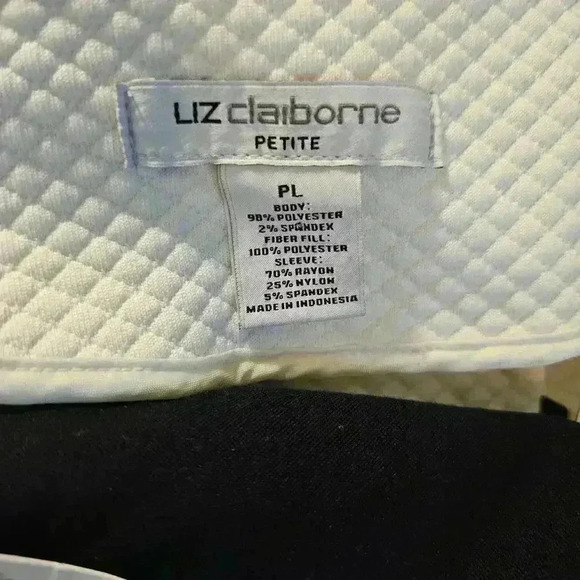 LIZ claiborne
PETITE
PL
BODY:
98% POLYESTER
2% SPANDEX
FIBER FILL:
100% POLYESTER
SLEEVE:
70% RAYON
25% NYLON
5% SPANDEX
MADE IN INDONESIA